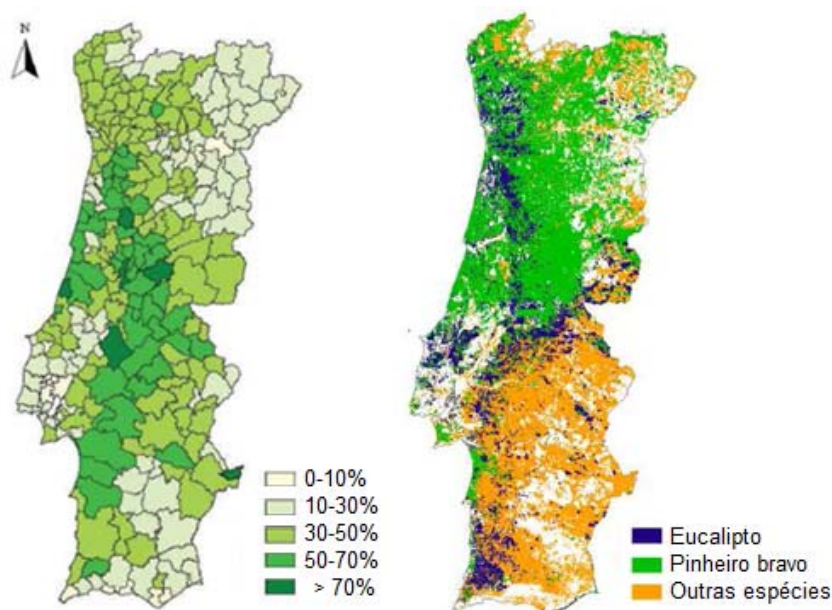 N
0-10%
10-30%
30-50%
50-70%
> 70%
Eucalipto
Pinheiro bravo
Outras espécies